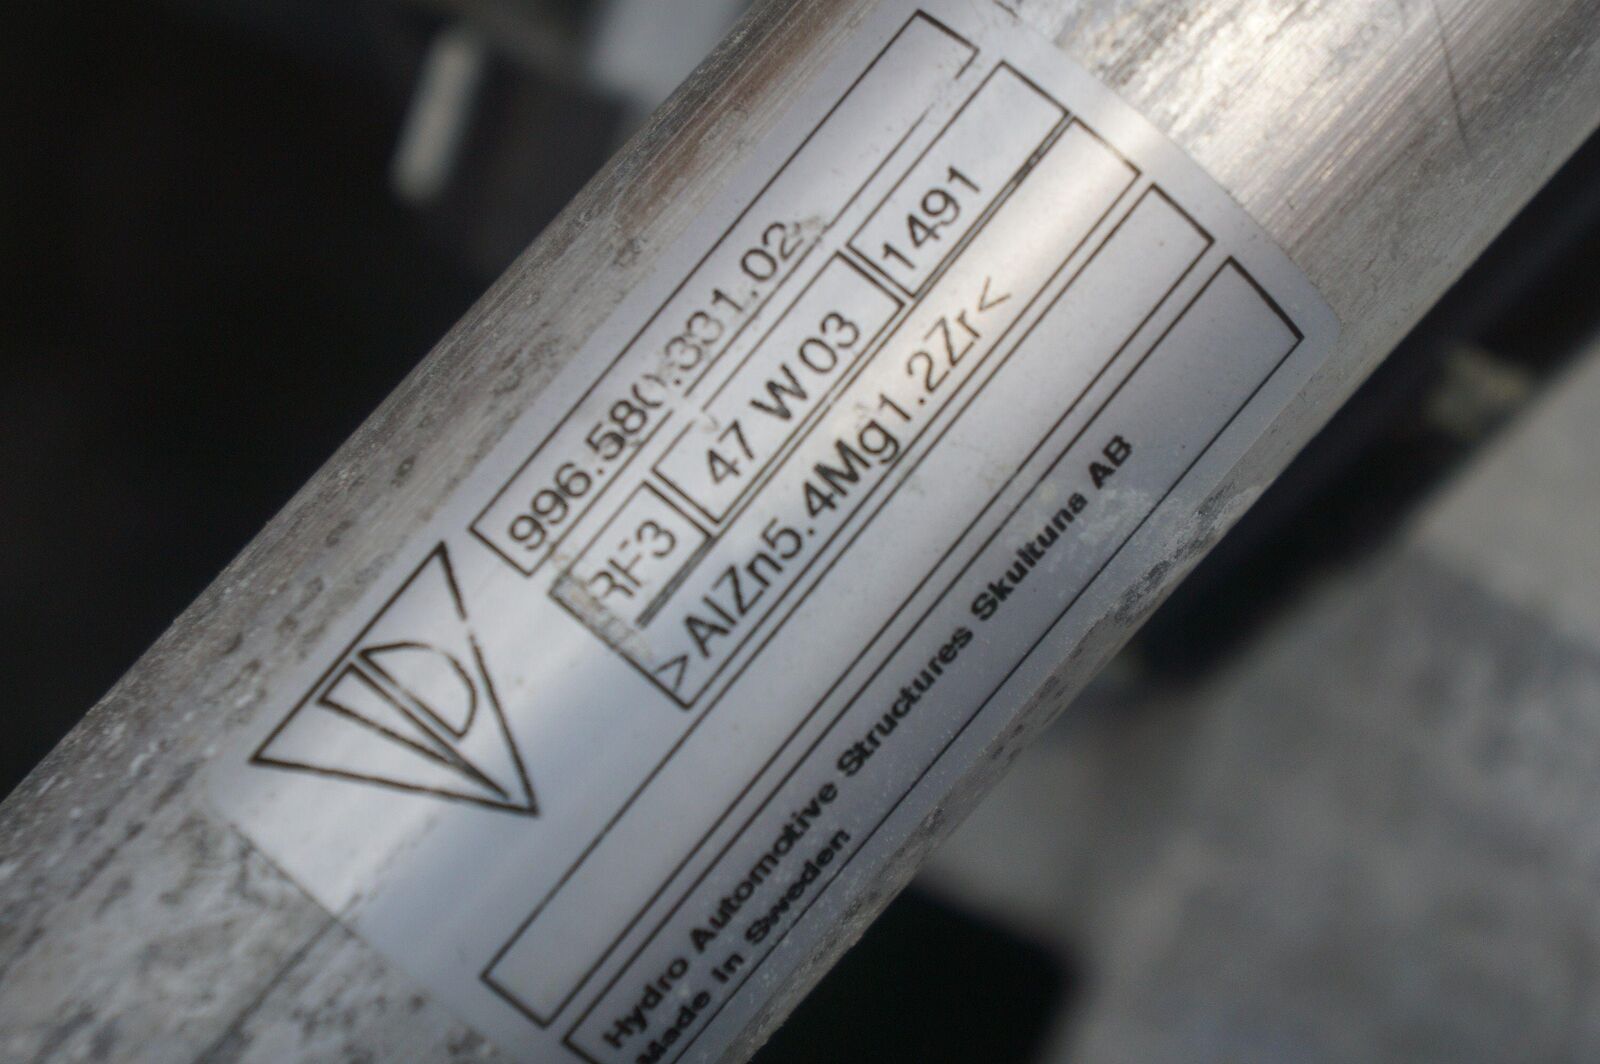 996.580.331.02
RF3 47 W 03 1491
>AlZn5.4Mg1.2Zr<
Hydro Automotive Structures Skultuna AB
Made in Sweden